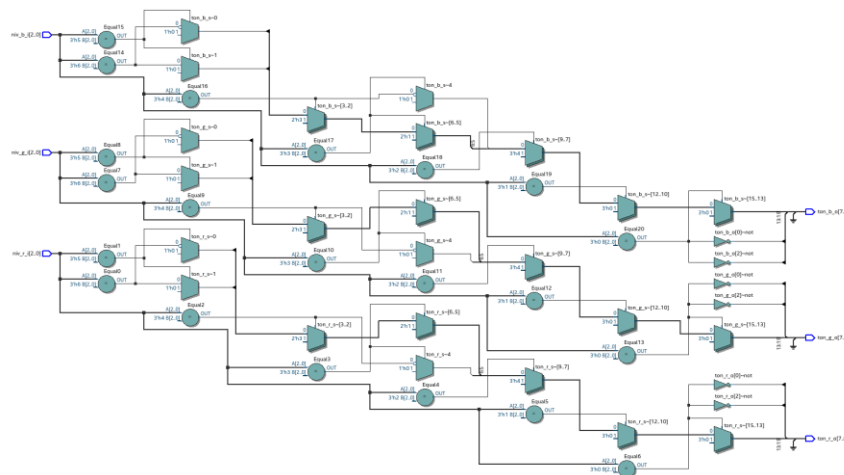 niv_b_i[2..0]
Equal15
A[2..0]
3'h5 B[2..0]
OUT
ton_b_s~0
1'h0 1
Equal14
A[2..0]
3'h6 B[2..0]
OUT
ton_b_s~1
1'h0 1
Equal16
A[2..0]
3'h4 B[2..0]
OUT
ton_b_s~[3..2]
2'h3 1
ton_b_s~4
1'h0 1
ton_b_s~[6..5]
2'h1 1
Equal17
A[2..0]
3'h3 B[2..0]
OUT
ton_b_s~[9..7]
3'h4 1
Equal18
A[2..0]
3'h2 B[2..0]
OUT
Equal19
A[2..0]
3'h1 B[2..0]
OUT
ton_b_s~[12..10]
3'h0 1
ton_b_s~[15..13]
3'h0 1
Equal20
A[2..0]
3'h0 B[2..0]
OUT
ton_b_o[0]~not
ton_b_o[2]~not
ton_b_o[7..
niv_g_i[2..0]
Equal8
A[2..0]
3'h5 B[2..0]
OUT
ton_g_s~0
1'h0 1
Equal7
A[2..0]
3'h6 B[2..0]
OUT
ton_g_s~1
1'h0 1
Equal9
A[2..0]
3'h4 B[2..0]
OUT
ton_g_s~[3..2]
2'h3 1
ton_g_s~[6..5]
2'h1 1
ton_g_s~4
1'h0 1
Equal10
A[2..0]
3'h3 B[2..0]
OUT
ton_g_s~[9..7]
3'h4 1
Equal11
A[2..0]
3'h2 B[2..0]
OUT
Equal12
A[2..0]
3'h1 B[2..0]
OUT
ton_g_s~[12..10]
3'h0 1
ton_g_o[0]~not
ton_g_o[2]~not
ton_g_s~[15..13]
3'h0 1
Equal13
A[2..0]
3'h0 B[2..0]
OUT
ton_g_o[7..
niv_r_i[2..0]
Equal1
A[2..0]
3'h5 B[2..0]
OUT
ton_r_s~0
1'h0 1
Equal0
A[2..0]
3'h6 B[2..0]
OUT
ton_r_s~1
1'h0 1
Equal2
A[2..0]
3'h4 B[2..0]
OUT
ton_r_s~[3..2]
2'h3 1
ton_r_s~[6..5]
2'h1 1
ton_r_s~4
1'h0 1
Equal3
A[2..0]
3'h3 B[2..0]
OUT
ton_r_s~[9..7]
3'h4 1
Equal4
A[2..0]
3'h2 B[2..0]
OUT
Equal5
A[2..0]
3'h1 B[2..0]
OUT
ton_r_s~[12..10]
3'h0 1
ton_r_o[0]~not
ton_r_o[2]~not
ton_r_s~[15..13]
3'h0 1
Equal6
A[2..0]
3'h0 B[2..0]
OUT
ton_r_o[7..